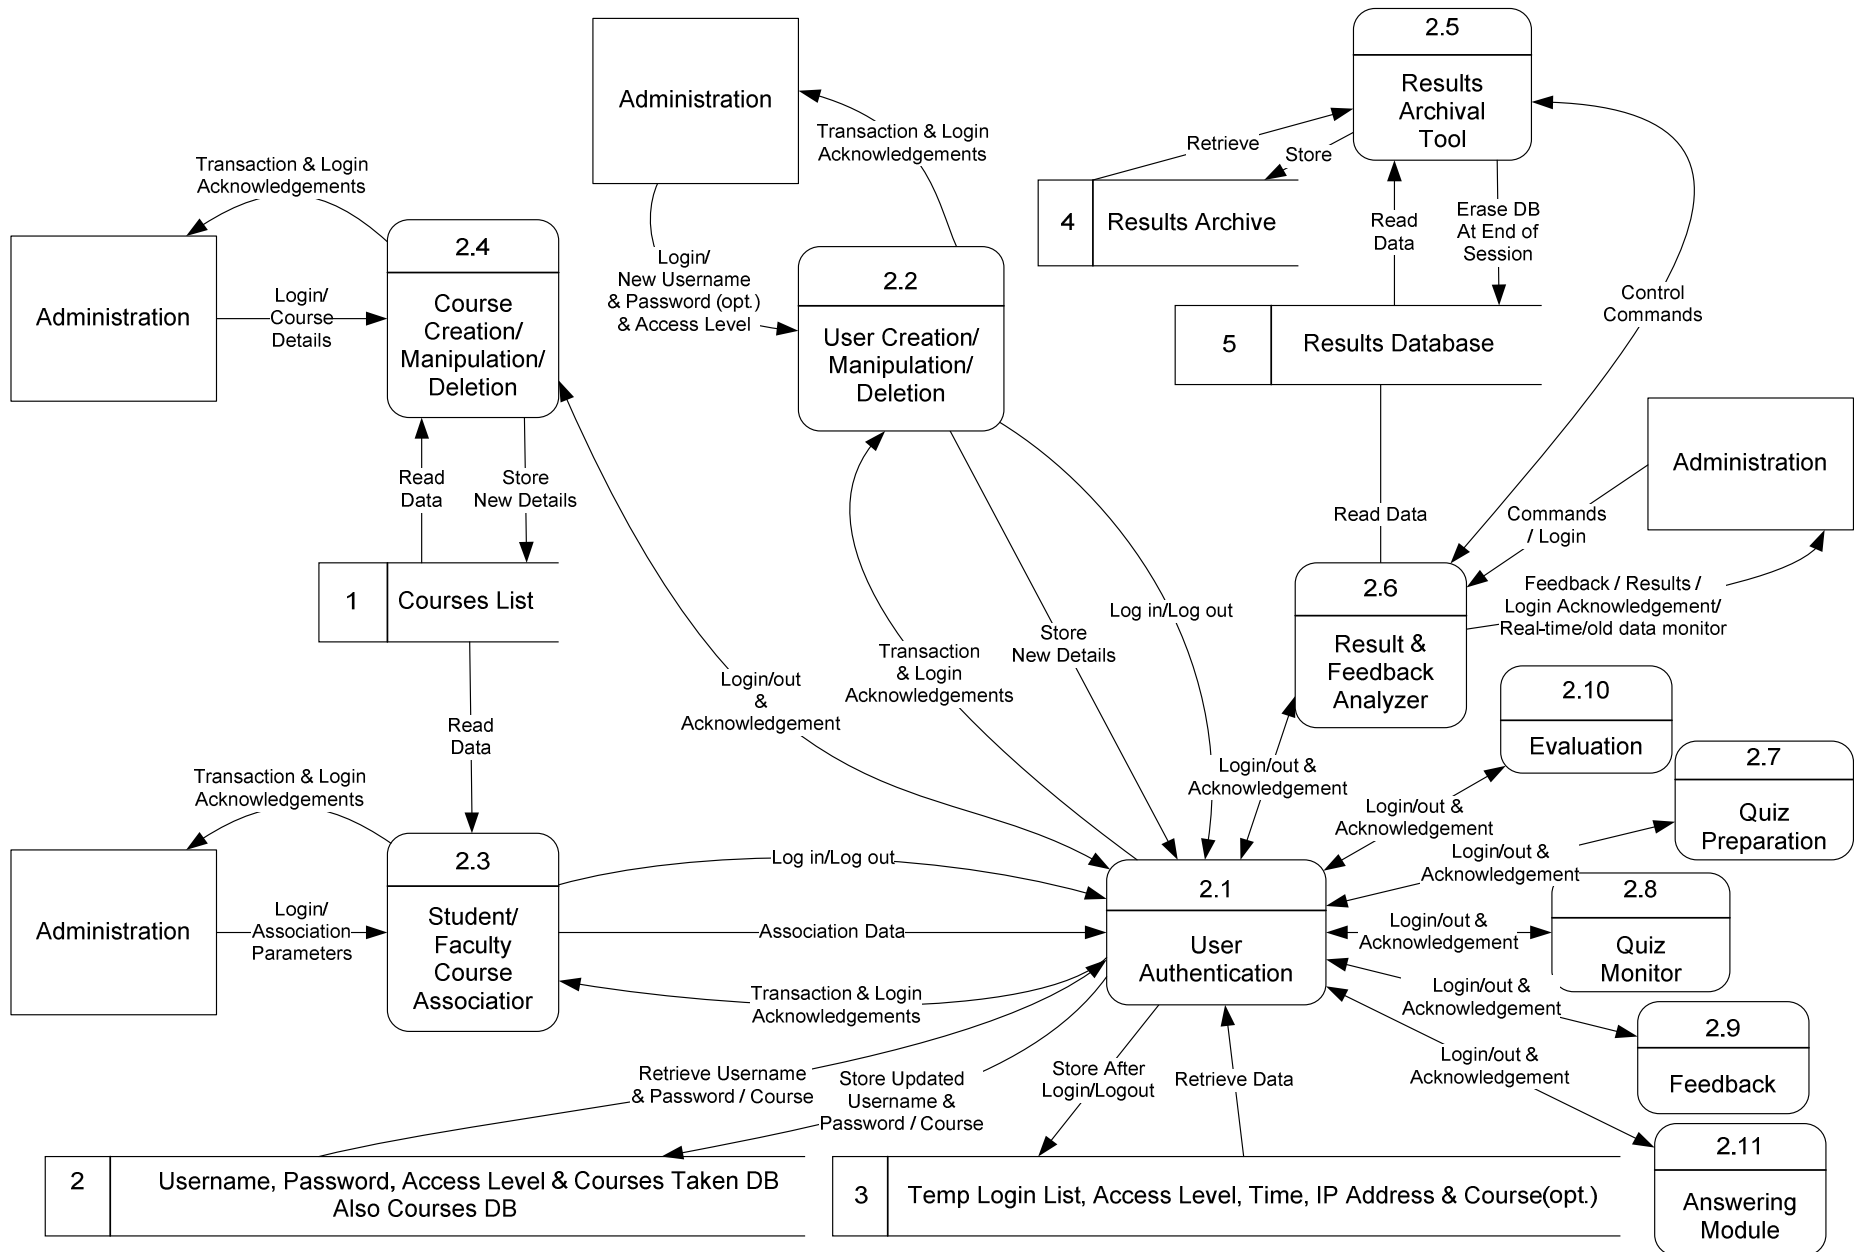 2.5
Results
Archival
Tool
Administration
Transaction & Login
Acknowledgements
Retrieve
Store
Transaction & Login
Acknowledgements
4
Results Archive
Read
Data
Erase DB
At End of
Session
Administration
2.4
Course
Creation/
Manipulation/
Deletion
Login/
Course
Details
Login/
New Username
& Password (opt.)
& Access Level
2.2
User Creation/
Manipulation/
Deletion
Control
Commands
5
Results Database
Read
Data
Store
New Details
Administration
Read Data
Commands
/ Login
1
Courses List
2.6
Result &
Feedback
Analyzer
Feedback / Results /
Login Acknowledgement/
Real-time/old data monitor
Log in/Log out
Store
New Details
Transaction
& Login
Acknowledgements
Login/out
&
Acknowledgement
Read
Data
2.10
Evaluation
2.7
Quiz
Preparation
Login/out &
Acknowledgement
Transaction & Login
Acknowledgements
Login/out &
Acknowledgement
2.3
Student/
Faculty
Course
Associatior
Log in/Log out
Login/out &
Acknowledgement
2.1
User
Authentication
2.8
Quiz
Monitor
Administration
Login/
Association
Parameters
Association Data
Login/out &
Acknowledgement
Transaction & Login
Acknowledgements
Login/out &
Acknowledgement
2.9
Feedback
Retrieve Username
& Password / Course
Store Updated
Username &
Password / Course
Store After
Login/Logout
Retrieve Data
Login/out &
Acknowledgement
2
Username, Password, Access Level & Courses Taken DB
Also Courses DB
3
Temp Login List, Access Level, Time, IP Address & Course(opt.)
2.11
Answering
Module